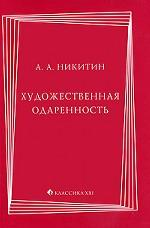 А. А. НИКИТИН
ХУДОЖЕСТВЕННАЯ
ОДАРЕННОСТЬ
КЛАССИКА XXI